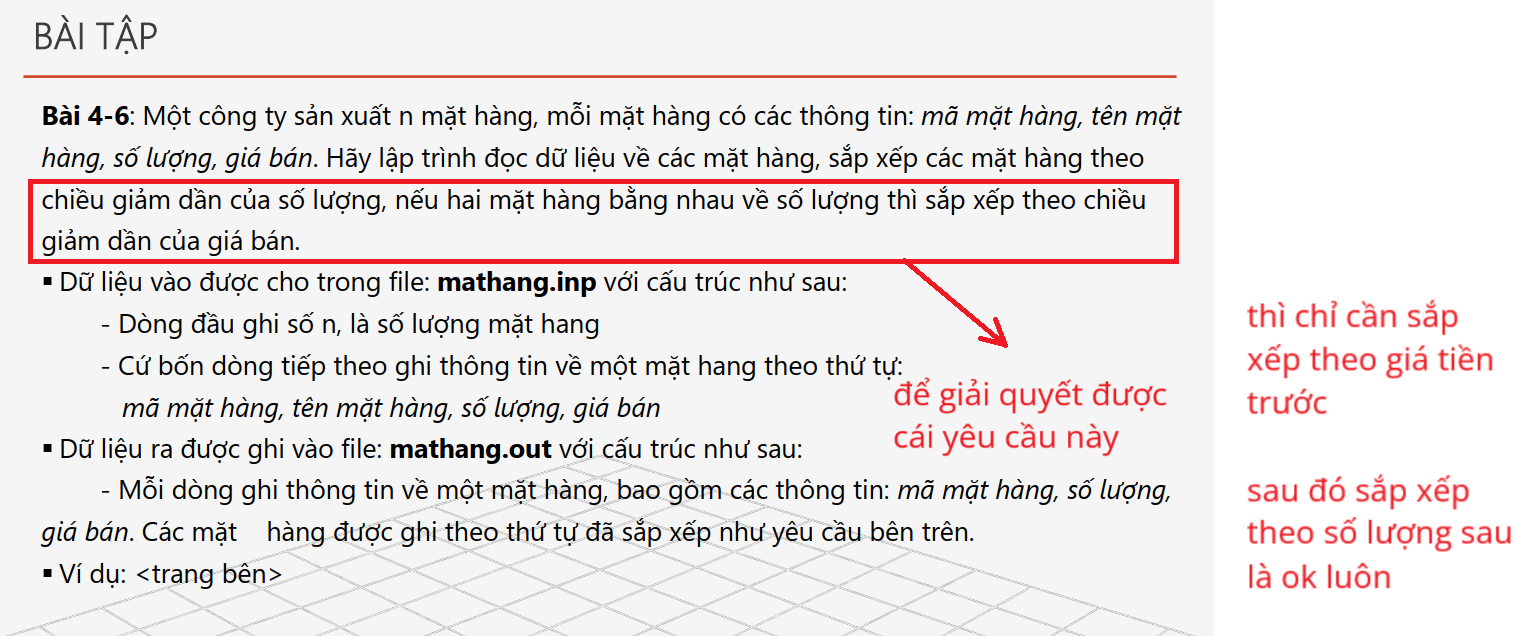 BÀI TẬP
Bài 4-6: Một công ty sản xuất n mặt hàng, mỗi mặt hàng có các thông tin: mã mặt hàng, tên mặt
hàng, số lượng, giá bán. Hãy lập trình đọc dữ liệu về các mặt hàng, sắp xếp các mặt hàng theo
chiều giảm dần của số lượng, nếu hai mặt hàng bằng nhau về số lượng thì sắp xếp theo chiều
giảm dần của giá bán.
▪ Dữ liệu vào được cho trong file: mathang.inp với cấu trúc như sau:
- Dòng đầu ghi số n, là số lượng mặt hang
- Cứ bốn dòng tiếp theo ghi thông tin về một mặt hang theo thứ tự:
mã mặt hàng, tên mặt hàng, số lượng, giá bán
▪ Dữ liệu ra được ghi vào file: mathang.out với cấu trúc như sau:
- Mỗi dòng ghi thông tin về một mặt hàng, bao gồm các thông tin: mã mặt hàng, số lượng,
giá bán. Các mặt hàng được ghi theo thứ tự đã sắp xếp như yêu cầu bên trên.
▪ Ví dụ: <trang bên>
để giải quyết được
cái yêu cầu này
thì chỉ cần sắp
xếp theo giá tiền
trước
sau đó sắp xếp
theo số lượng sau
là ok luôn